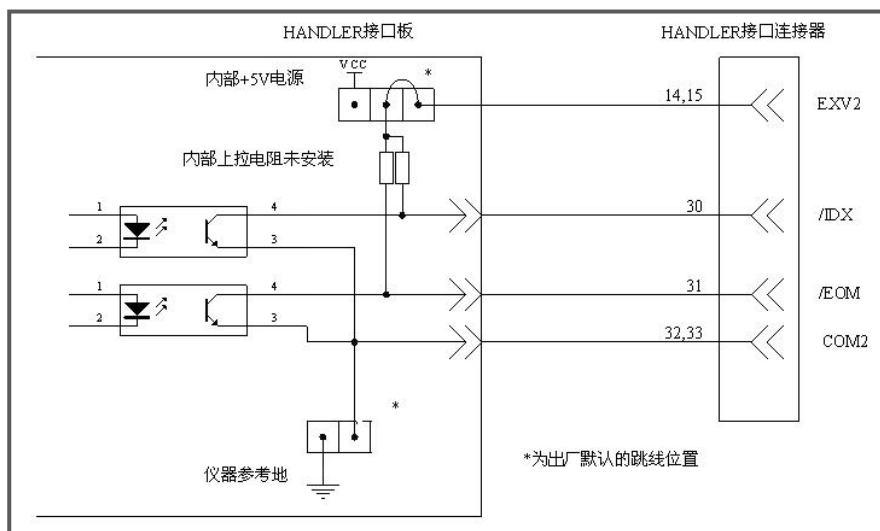 HANDLER接口板
HANDLER接口连接器
VCC
*
内部+5V电源
14,15
EXV2
内部上拉电阻未安装
1
4
30
/IDX
2
3
1
4
31
/EOM
2
3
32,33
COM2
*
仪器参考地
*为出厂默认的跳线位置